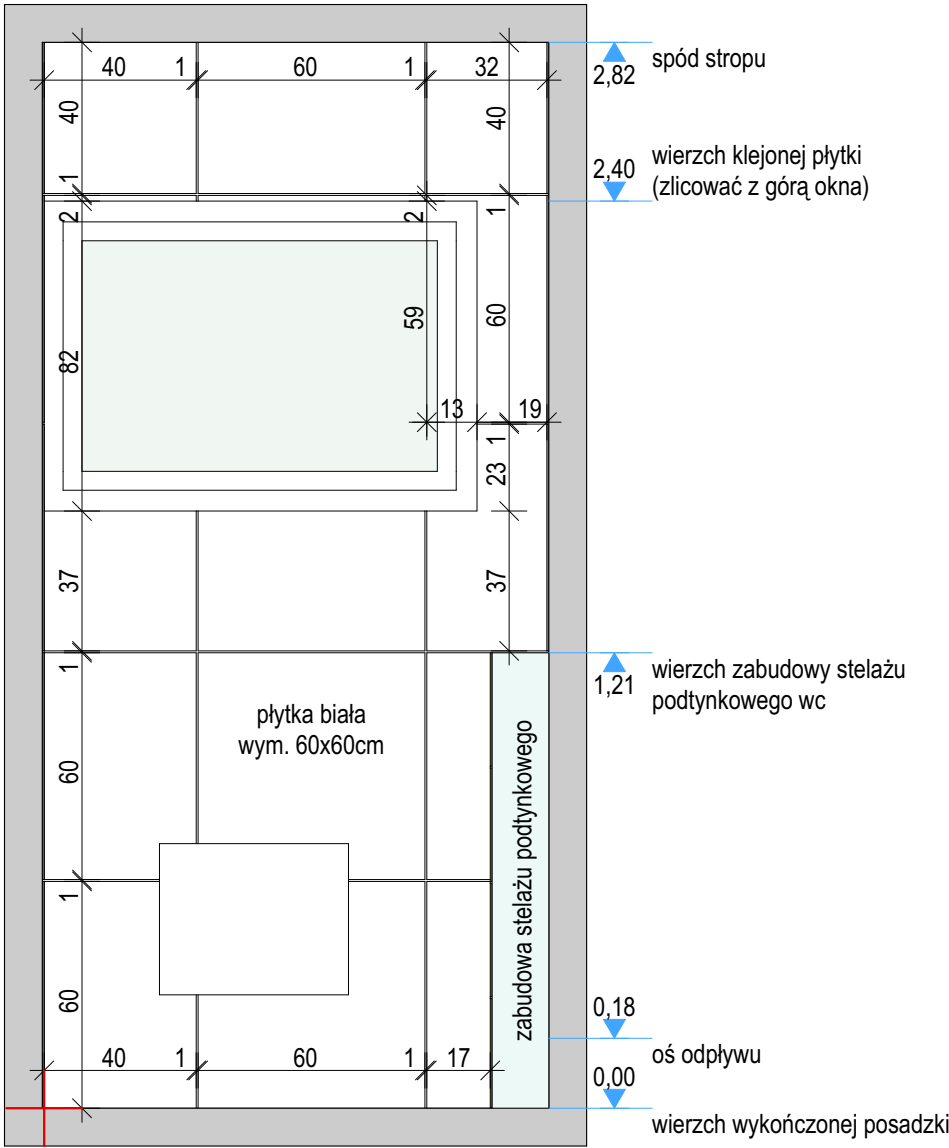 40 1 60 1 32
2,82
spód stropu
40
40
1
2,40
wierzch klejonej płytki
(zlicować z górą okna)
2
2
1
59
60
82
13
19
1
23
37
37
1
1,21
wierzch zabudowy stelażu
podtynkowego wc
płytka biała
wym. 60x60cm
60
zabudowa stelażu podtynkowego
1
60
0,18
oś odpływu
40 1 60 1 17
0,00
wierzch wykończonej posadzki